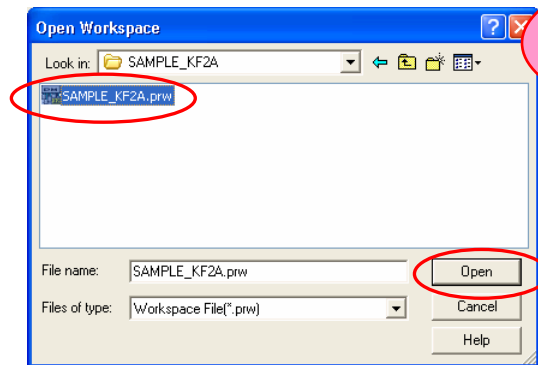 Open Workspace
Look in: SAMPLE_KF2A
SAMPLE_KF2A.prw
File name: SAMPLE_KF2A.prw Open
Files of type: Workspace File(*.prw) Cancel
Help